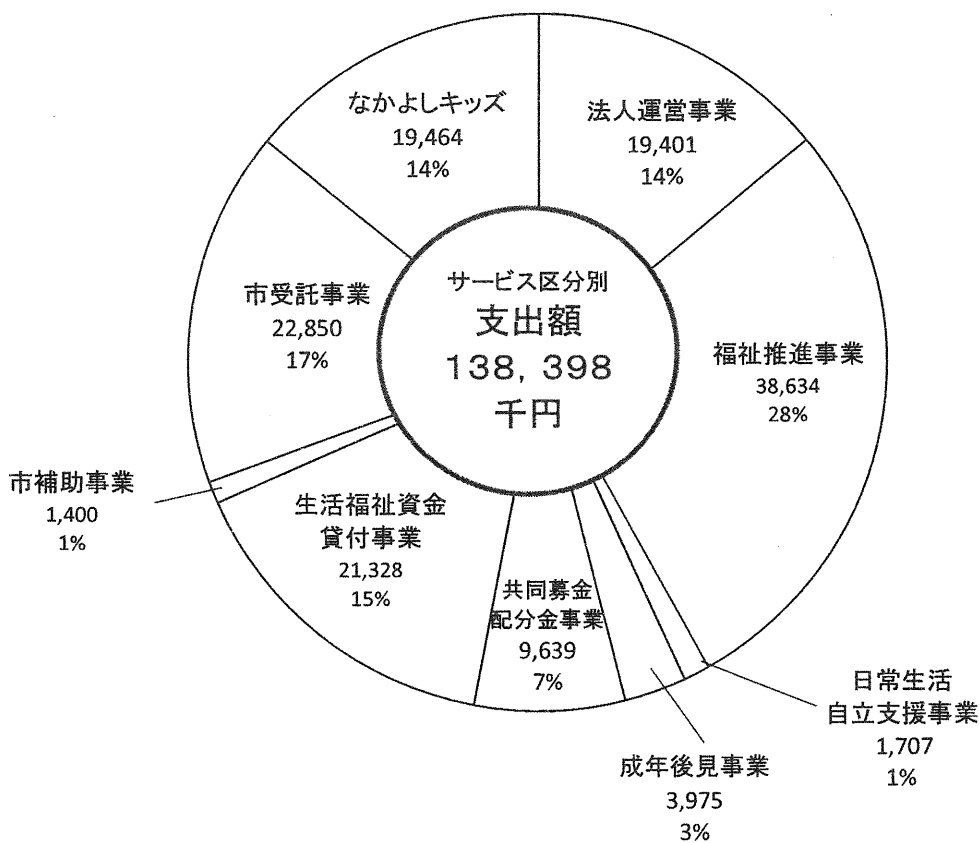 なかよしキッズ
19,464
14%
法人運営事業
19,401
14%
サービス区分別
支出額
138，398
千円
市受託事業
22,850
17%
福祉推進事業
38,634
28%
市補助事業
1,400
1%
生活福祉資金
貸付事業
21,328
15%
共同募金
配分金事業
9,639
7%
日常生活
自立支援事業
1,707
1%
成年後見事業
3,975
3%